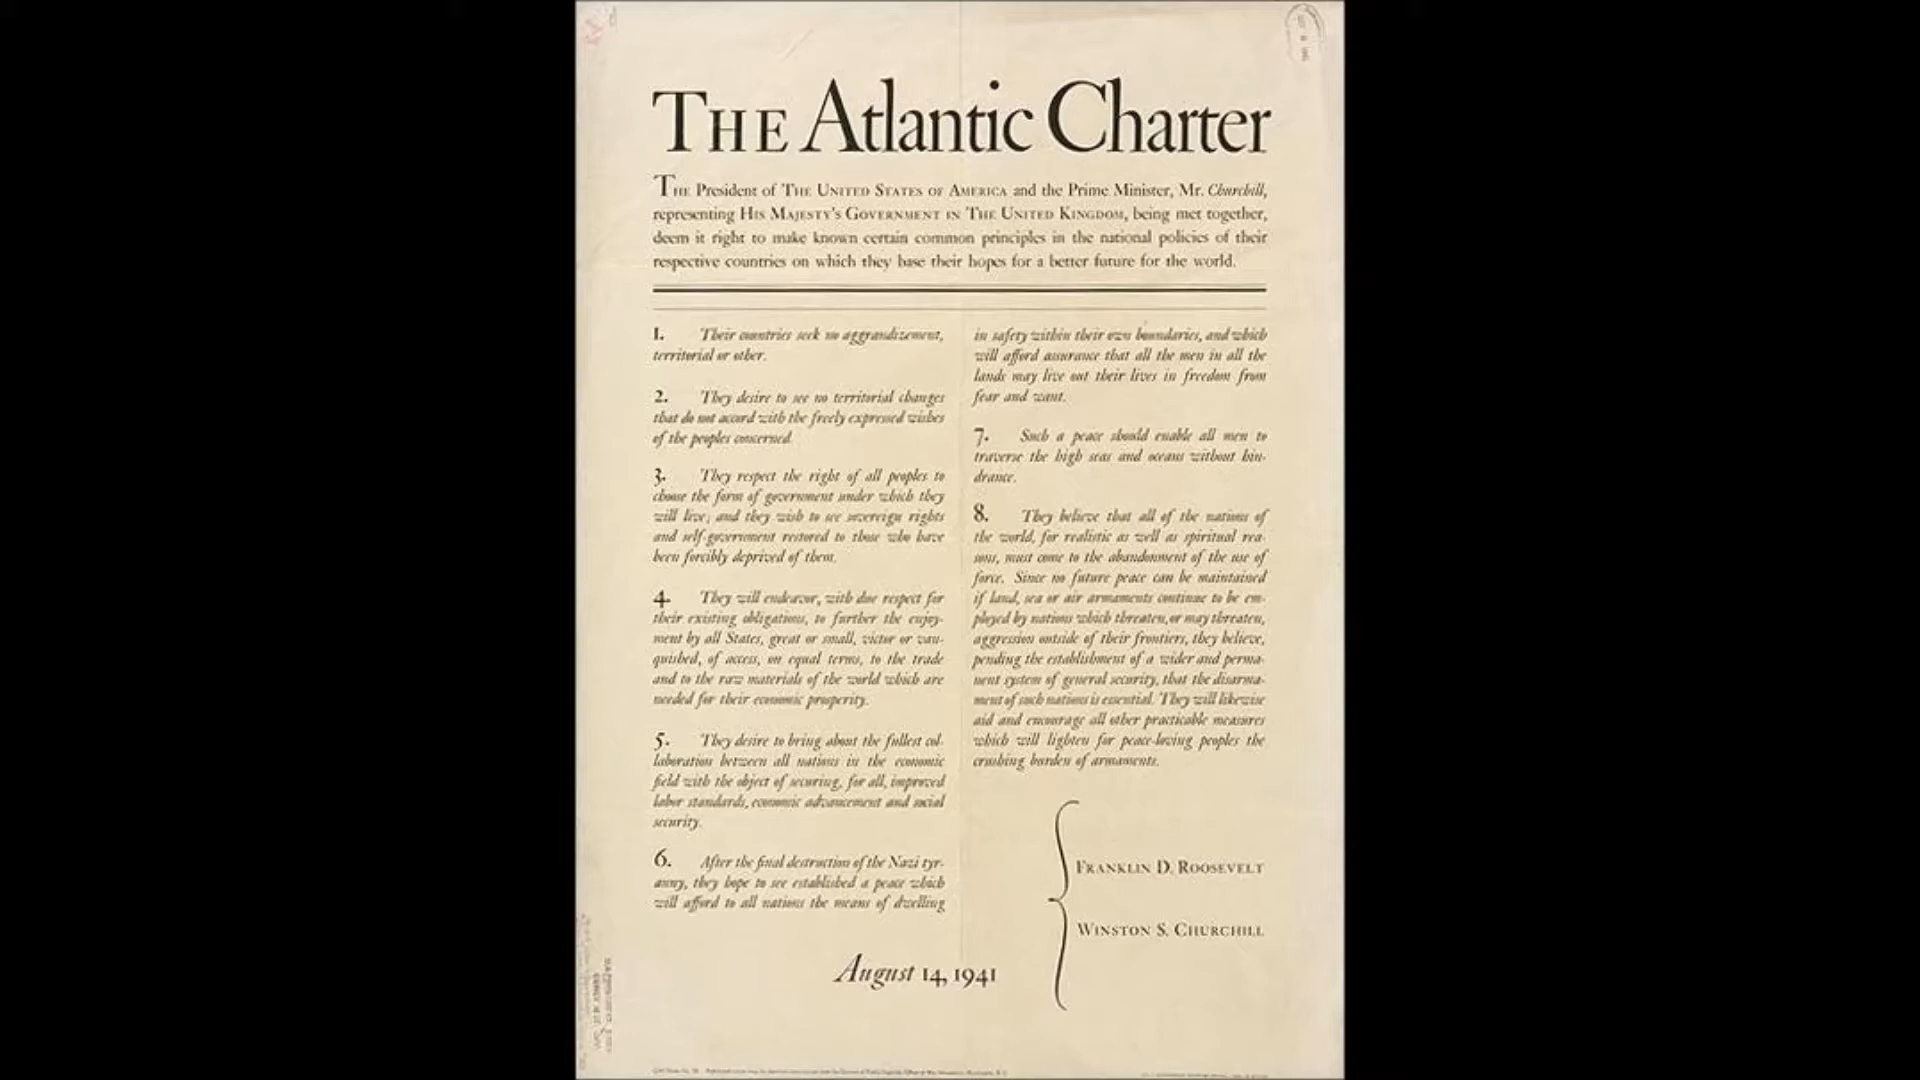 THE Atlantic Charter
THE President of THE UNITED STATES OF AMERICA and the Prime Minister, Mr. Churchill,
representing HIS MAJESTY'S GOVERNMENT IN THE UNITED KINGDOM, being met together,
deem it right to make known certain common principles in the national policies of their
respective countries on which they base their hopes for a better future for the world.
1. Their countries seek no aggrandizement,
territorial or other.
2. They desire to see no territorial changes
that do not accord with the freely expressed wishes
of the peoples concerned.
3. They respect the right of all peoples to
choose the form of government under which they
will live; and they wish to see sovereign rights
and self-government restored to those who have
been forcibly deprived of them.
4. They will endeavor, with due respect for
their existing obligations, to further the enjoy-
ment by all States, great or small, victor or van-
quished, of access, on equal terms, to the trade
and to the raw materials of the world which are
needed for their economic prosperity.
5. They desire to bring about the fullest col-
laboration between all nations in the economic
field with the object of securing, for all, improved
labor standards, economic advancement and social
security.
6. After the final destruction of the Nazi tyr-
anny, they hope to see established a peace which
will afford to all nations the means of dwelling
in safety within their own boundaries, and which
will afford assurance that all the men in all the
lands may live out their lives in freedom from
fear and want.
7. Such a peace should enable all men to
traverse the high seas and oceans without hin-
drance.
8. They believe that all of the nations of
the world, for realistic as well as spiritual rea-
sons, must come to the abandonment of the use of
force. Since no future peace can be maintained
if land, sea or air armaments continue to be em-
ployed by nations which threaten, or may threaten,
aggression outside of their frontiers, they believe,
pending the establishment of a wider and perma-
nent system of general security, that the disarma-
ment of such nations is essential. They will likewise
aid and encourage all other practicable measures
which will lighten for peace-loving peoples the
crushing burden of armaments.
FRANKLIN D. ROOSEVELT
WINSTON S. CHURCHILL
August 14, 1941